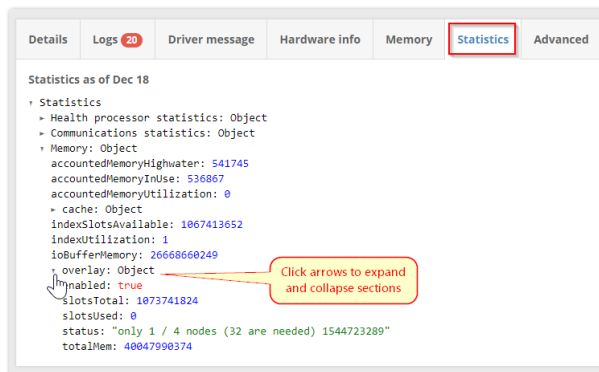 Details Logs 20 Driver message Hardware info Memory Statistics Advanced
Statistics as of Dec 18
Statistics
Health processor statistics: Object
Communications statistics: Object
Memory: Object
accountedMemoryHighwater: 541745
accountedMemoryInUse: 536867
accountedMemoryUtilization: 0
cache: Object
indexSlotsAvailable: 1067413652
indexUtilization: 1
ioBufferMemory: 26668660249
overlay: Object
enabled: true
slotsTotal: 1073741824
slotsUsed: 0
status: "only 1 / 4 nodes (32 are needed) 1544723289"
totalMem: 40047990374
Click arrows to expand
and collapse sections